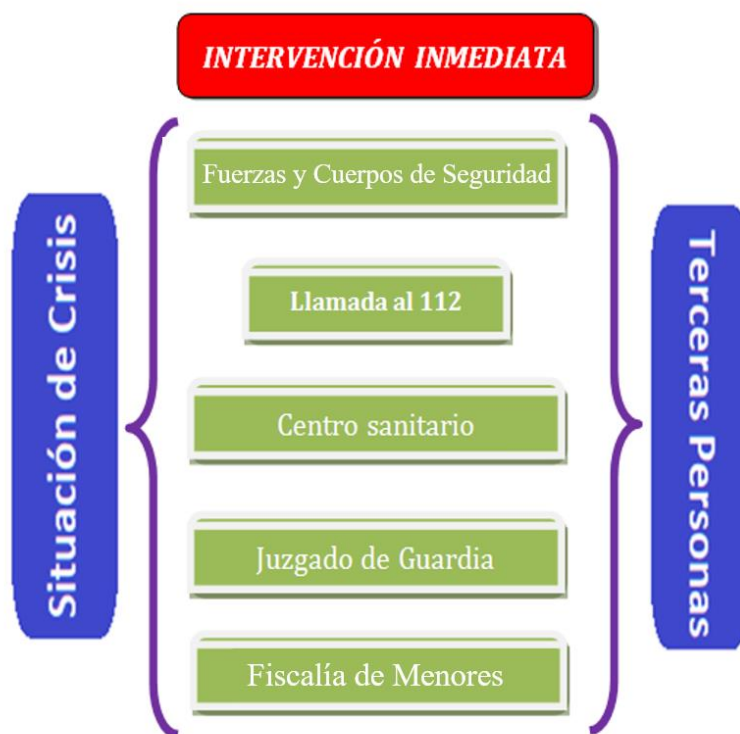 INTERVENCIÓN INMEDIATA
Situación de Crisis
Fuerzas y Cuerpos de Seguridad
Llamada al 112
Centro sanitario
Juzgado de Guardia
Fiscalía de Menores
Terceras Personas